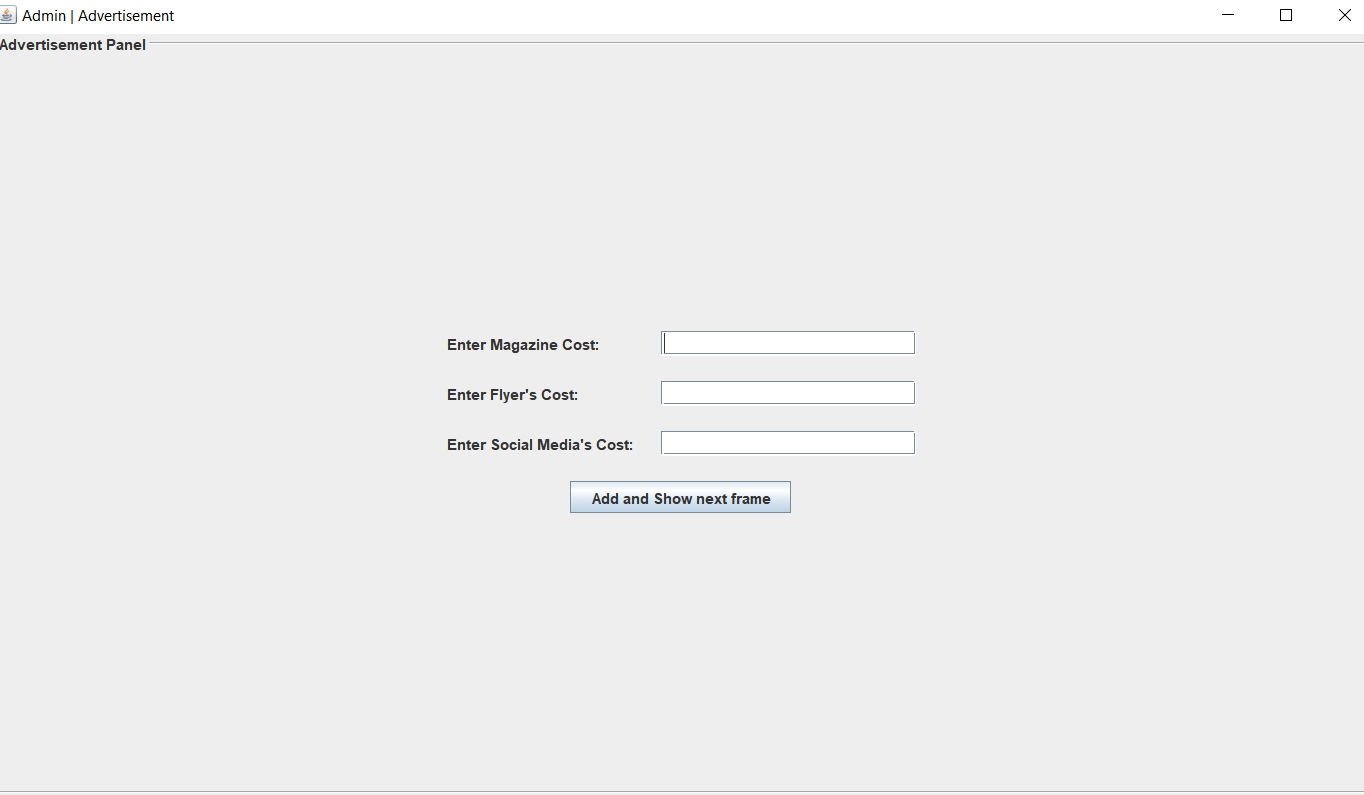 Admin | Advertisement
Advertisement Panel
Enter Magazine Cost:
Enter Flyer's Cost:
Enter Social Media's Cost:
Add and Show next frame